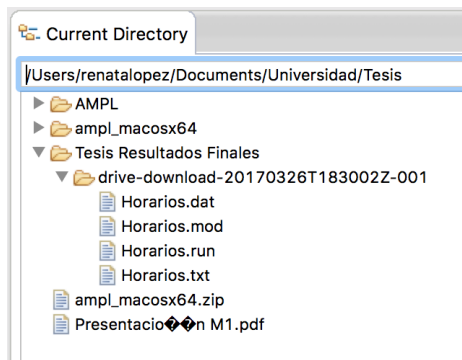 Current Directory
/Users/renatalopez/Documents/Universidad/Tesis
AMPL
ampl_macosx64
Tesis Resultados Finales
drive-download-20170326T183002Z-001
Horarios.dat
Horarios.mod
Horarios.run
Horarios.txt
ampl_macosx64.zip
Presentacio��n M1.pdf